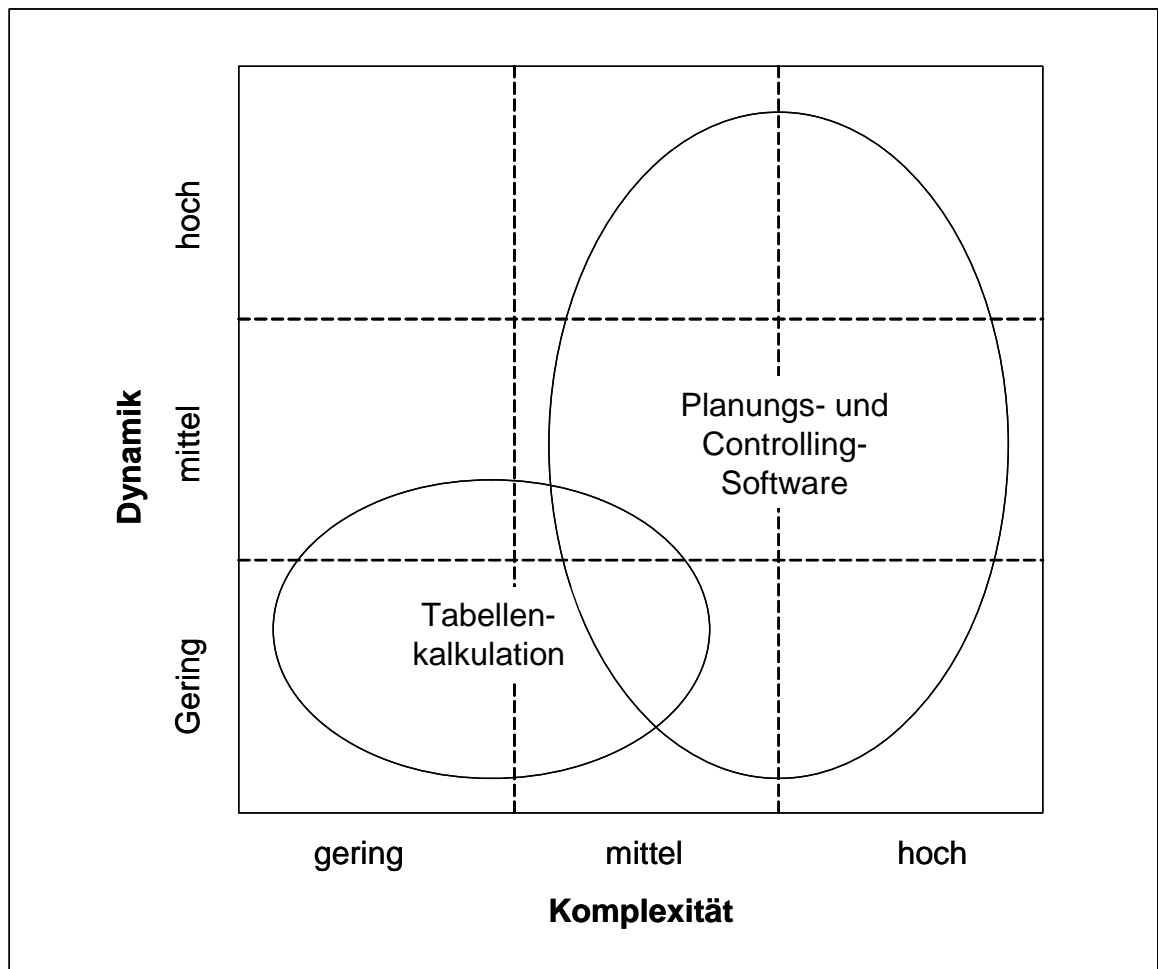 hoch
mittel
Gering
Dynamik
Planungs- und
Controlling-
Software
Tabellen-
kalkulation
gering
mittel
hoch
Komplexität